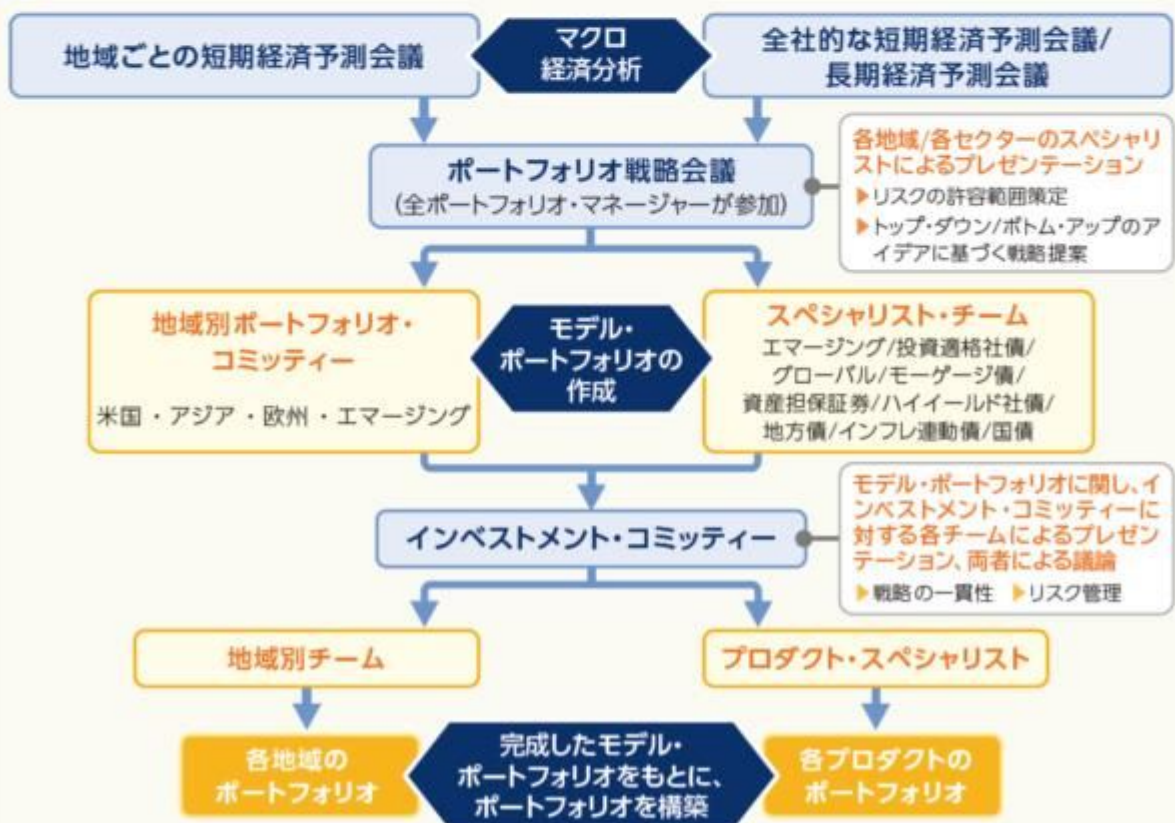 地域ごとの短期経済予測会議
マクロ
経済分析
全社的な短期経済予測会議/
長期経済予測会議
ポートフォリオ戦略会議
(全ポートフォリオ・マネージャーが参加)
各地域/各セクターのスペシャリ
ストによるプレゼンテーション
▶リスクの許容範囲策定
▶トップ・ダウン/ボトム・アップのア
イデアに基づく戦略提案
地域別ポートフォリオ・
コミッティー
米国・アジア・欧州・エマージング
モデル・
ポートフォリオの
作成
スペシャリスト・チーム
エマージング/投資適格社債/
グローバル/モーゲージ債/
資産担保証券/ハイイールド社債/
地方債/インフレ連動債/国債
インベストメント・コミッティー
モデル・ポートフォリオに関し、イ
ンベストメント・コミッティーに
対する各チームによるプレゼン
テーション、両者による議論
▶戦略の一貫性 ▶リスク管理
地域別チーム
プロダクト・スペシャリスト
各地域の
ポートフォリオ
完成したモデル・
ポートフォリオをもとに、
ポートフォリオを構築
各プロダクトの
ポートフォリオ